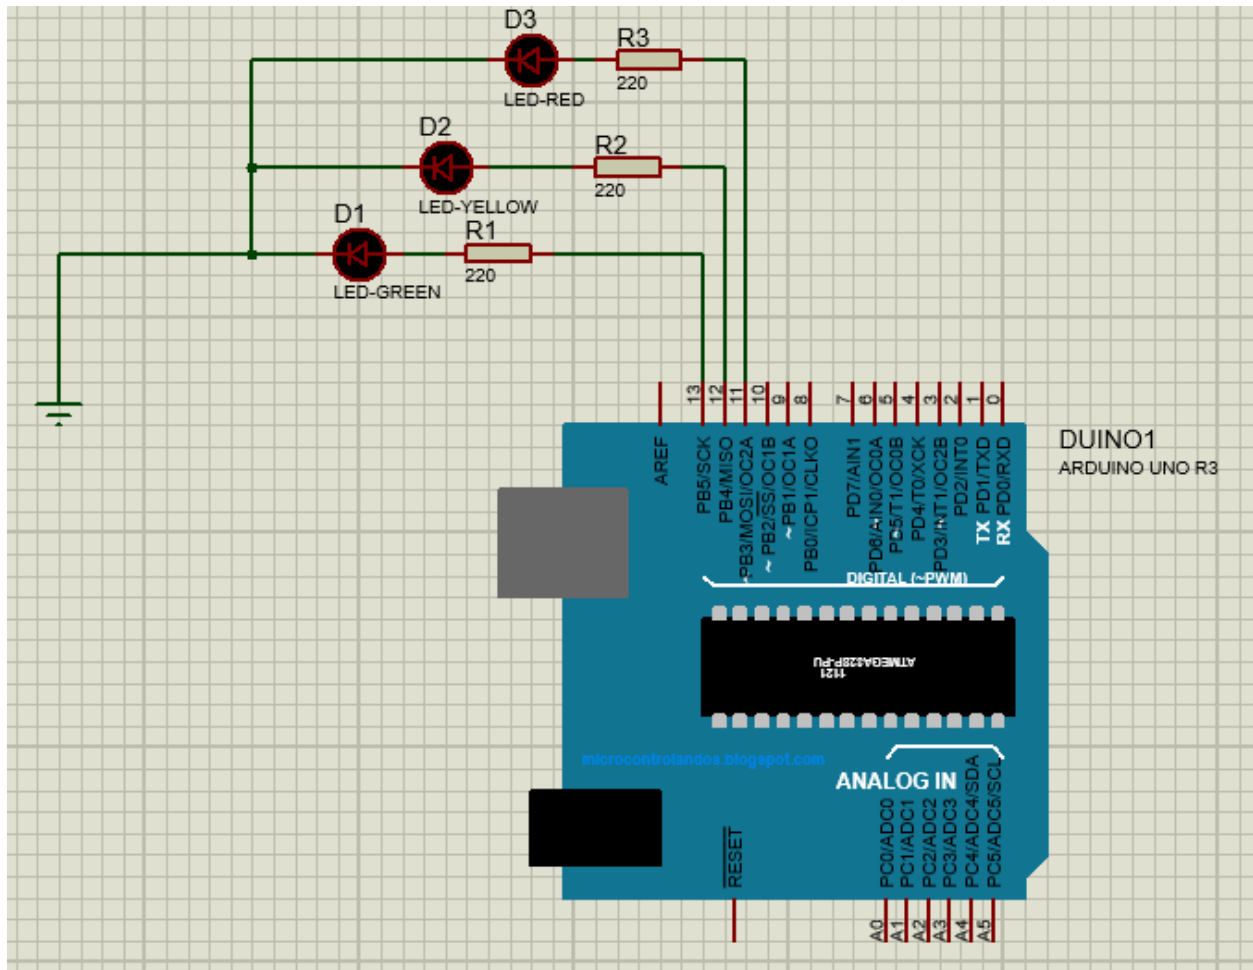 D3
R3
220
LED-RED
D2
R2
220
LED-YELLOW
D1
R1
220
LED-GREEN
13
12
11
10
9
8
7
6
5
4
3
2
1
0
AREF
PB5/SCK
PB4/MISO
PB3/MOSI/OC2A
~ PB2/SS/OC1B
~ PB1/OC1A
PB0/ICP1/CLKO
PD7/AIN1
PD6/AIN0/OC0A
PD5/T1/OC0B
PD4/T0/XCK
PD3/INT1/OC2B
PD2/INT0
TX PD1/TXD
RX PD0/RXD
DUINO1
ARDUINO UNO R3
DIGITAL (~PWM)
ATMEGA328P-PU
1121
microcontrolandos.blogspot.com
ANALOG IN
RESET
PC0/ADC0
PC1/ADC1
PC2/ADC2
PC3/ADC3
PC4/ADC4/SDA
PC5/ADC5/SCL
A0
A1
A2
A3
A4
A5